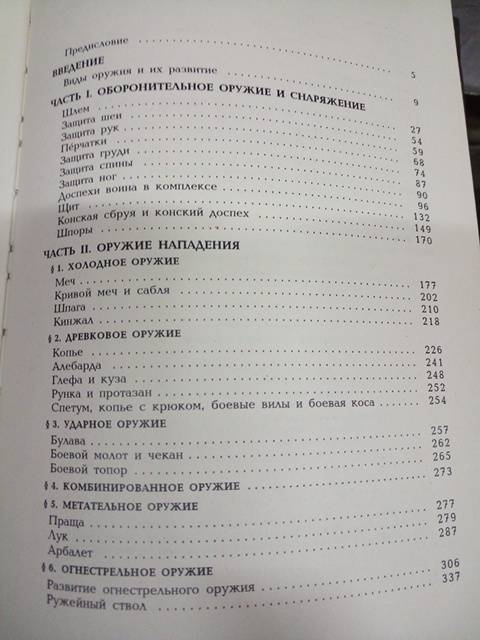 Предисловие . . . 5
ВВЕДЕНИЕ
Виды оружия и их развитие . . . 9
ЧАСТЬ I. ОБОРОНИТЕЛЬНОЕ ОРУЖИЕ И СНАРЯЖЕНИЕ
Шлем . . . 27
Защита шеи . . . 54
Защита рук . . . 59
Перчатки . . . 68
Защита груди . . . 74
Защита спины . . . 87
Защита ног . . . 90
Доспехи воина в комплексе . . . 96
Щит . . . 132
Конская сбруя и конский доспех . . . 149
Шпоры . . . 170
ЧАСТЬ II. ОРУЖИЕ НАПАДЕНИЯ
§ 1. ХОЛОДНОЕ ОРУЖИЕ
Меч . . . 177
Кривой меч и сабля . . . 202
Шпага . . . 210
Кинжал . . . 218
§ 2. ДРЕВКОВОЕ ОРУЖИЕ
Копье . . . 226
Алебарда . . . 241
Глефа и куза . . . 248
Рунка и протазан . . . 252
Спетум, копье с крюком, боевые вилы и боевая коса . . . 254
§ 3. УДАРНОЕ ОРУЖИЕ
Булава . . . 257
Боевой молот и чекан . . . 262
Боевой топор . . . 265
§ 4. КОМБИНИРОВАННОЕ ОРУЖИЕ . . . 273
§ 5. МЕТАТЕЛЬНОЕ ОРУЖИЕ
Праща . . . 277
Лук . . . 279
Арбалет . . . 287
§ 6. ОГНЕСТРЕЛЬНОЕ ОРУЖИЕ
Развитие огнестрельного оружия . . . 306
Ружейный ствол . . . 337